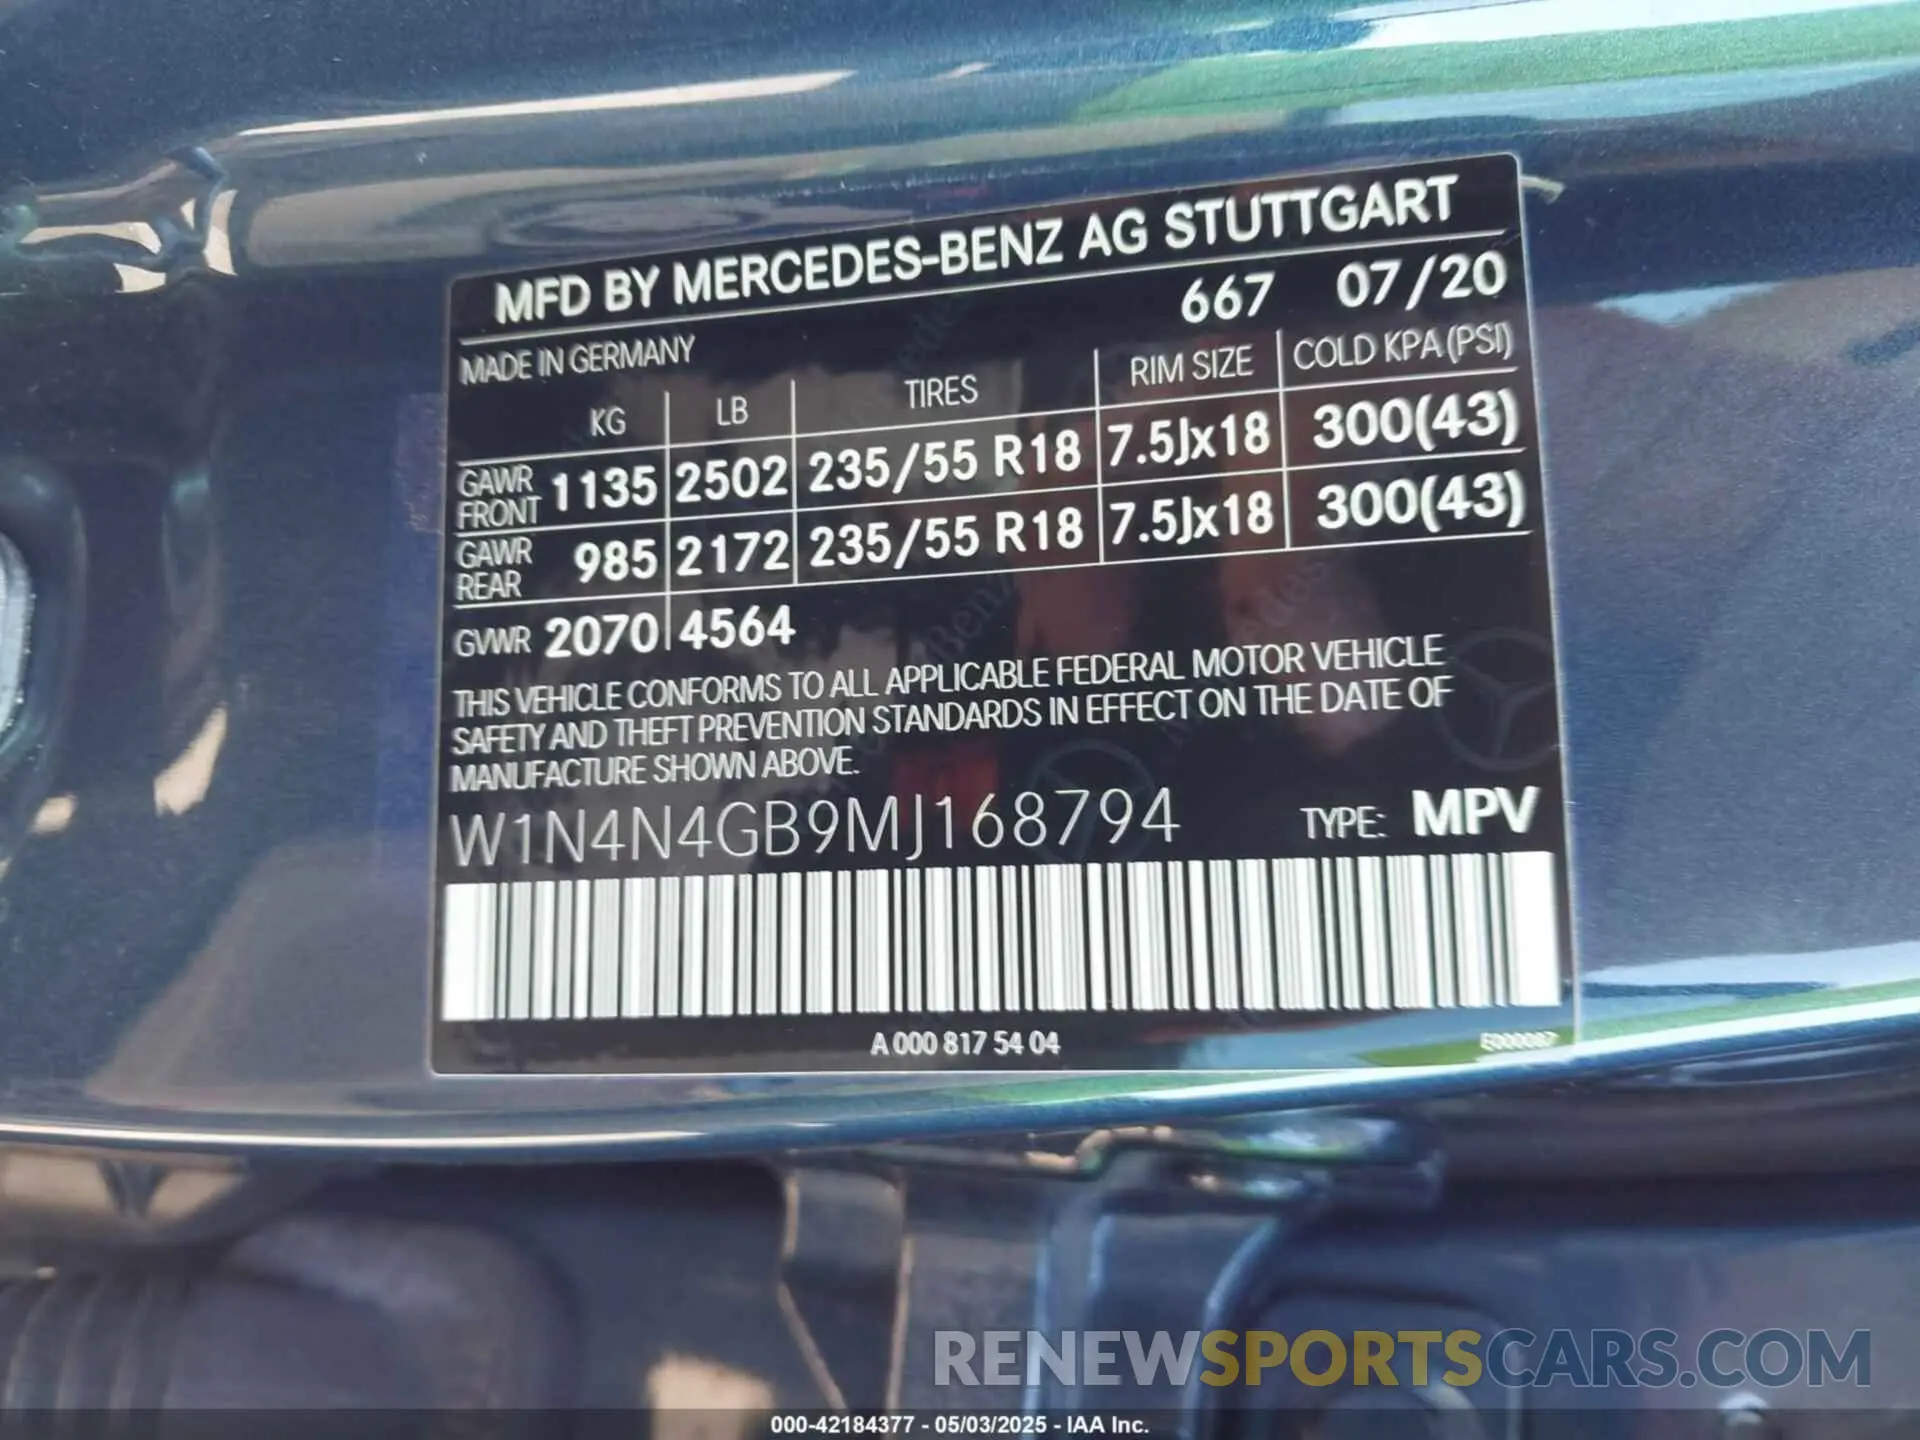 MFD BY MERCEDES-BENZ AG STUTTGART
667 07/20
MADE IN GERMANY
KG LB TIRES RIM SIZE COLD KPA (PSI)
GAWR FRONT 1135 2502 235/55 R18 7.5Jx18 300(43)
GAWR REAR 985 2172 235/55 R18 7.5Jx18 300(43)
GVWR 2070 4564
THIS VEHICLE CONFORMS TO ALL APPLICABLE FEDERAL MOTOR VEHICLE
SAFETY AND THEFT PREVENTION STANDARDS IN EFFECT ON THE DATE OF
MANUFACTURE SHOWN ABOVE.
W1N4N4GB9MJ168794 TYPE: MPV
A 000 817 54 04 E000087
RENEWSPORTSCARS.COM
000-42184377 - 05/03/2025 - IAA Inc.